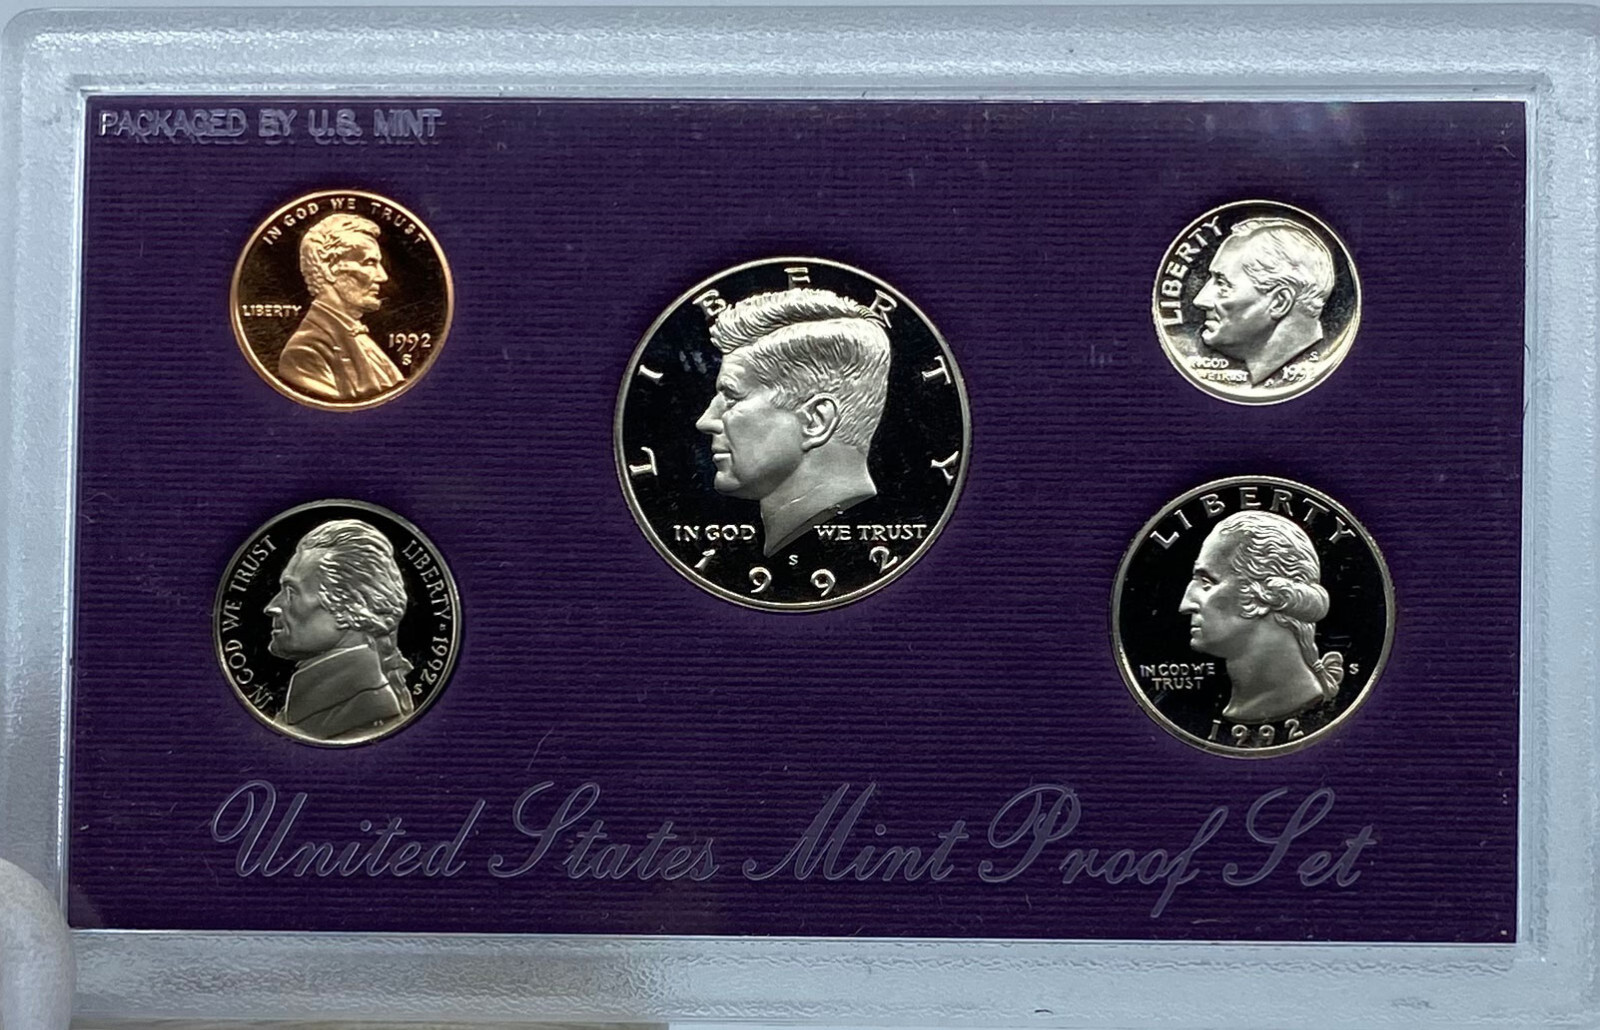 PACKAGED BY U.S. MINT
IN GOD WE TRUST
LIBERTY
1992
S
LIBERTY
IN GOD WE TRUST
1992
S
LIBERTY
IN GOD
WE TRUST
S
1992
IN GOD WE TRUST
LIBERTY 1992
S
LIBERTY
IN GOD WE
TRUST
S
1992
United States Mint Proof Set